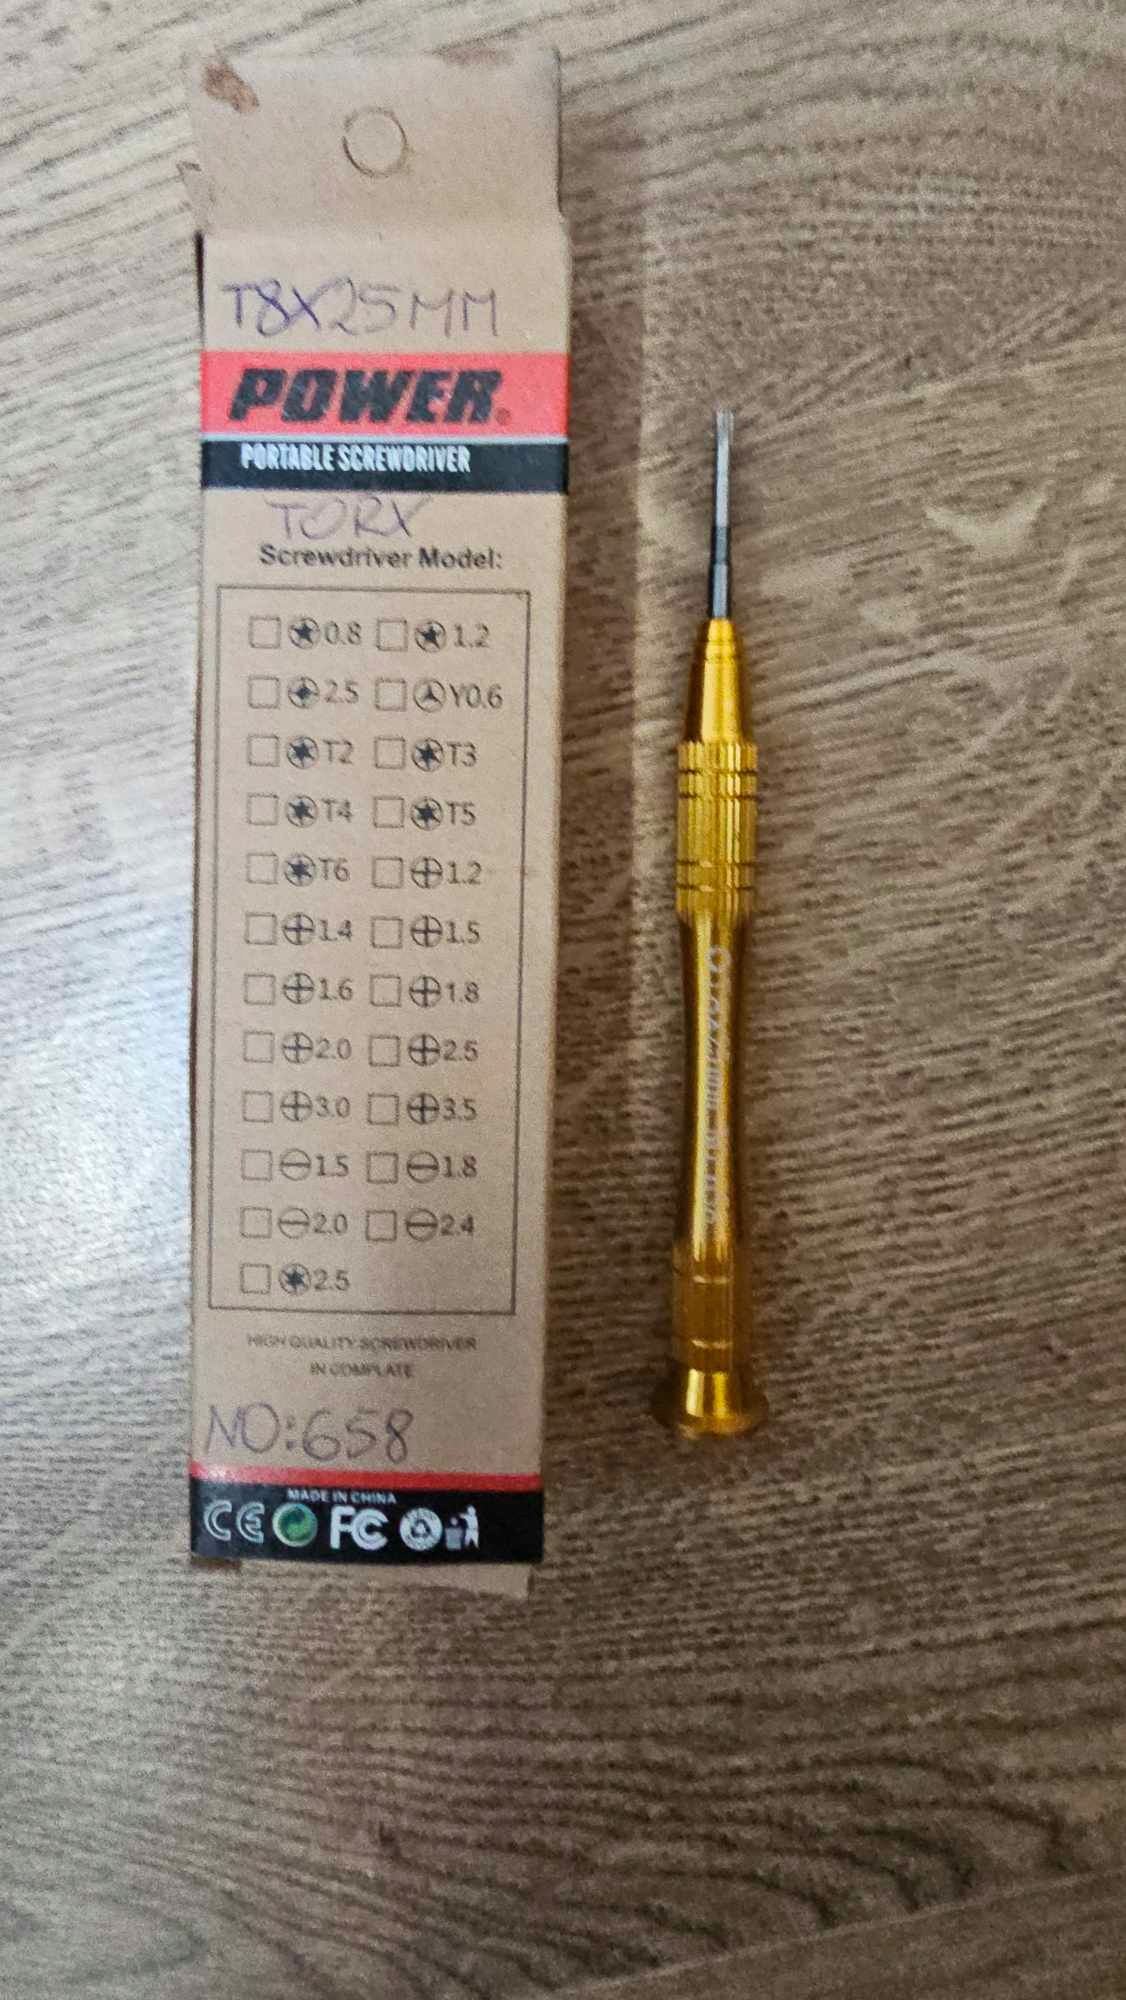 T8X25MM
POWER®
PORTABLE SCREWDRIVER
TORX
Screwdriver Model:
0.8 1.2
2.5 Y0.6
T2 T3
T4 T5
T6 1.2
1.4 1.5
1.6 1.8
2.0 2.5
3.0 3.5
1.5 1.8
2.0 2.4
2.5
HIGH QUALITY SCREWDRIVER
IN COMPLATE
NO:658
MADE IN CHINA
CE FC